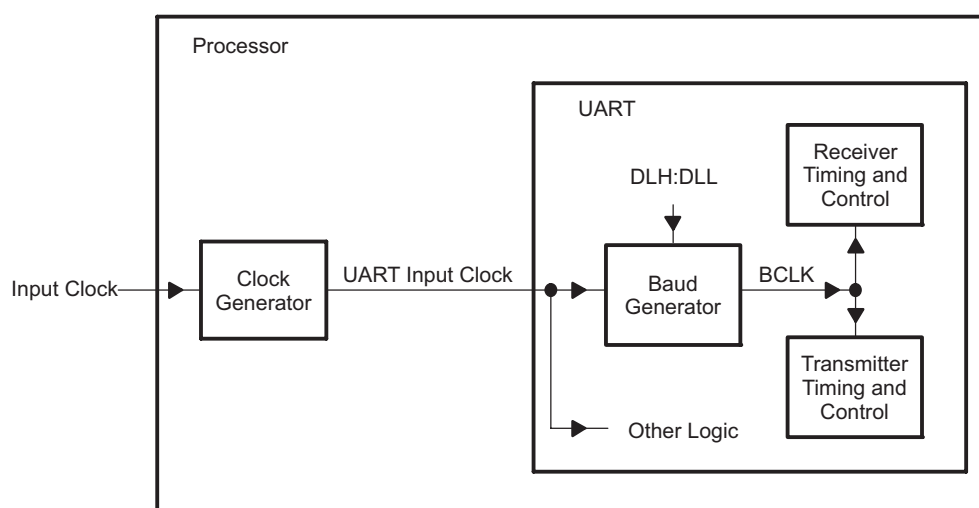 Processor
UART
Receiver
Timing and
Control
DLH:DLL
Input Clock
Clock
Generator
UART Input Clock
Baud
Generator
BCLK
Transmitter
Timing and
Control
Other Logic